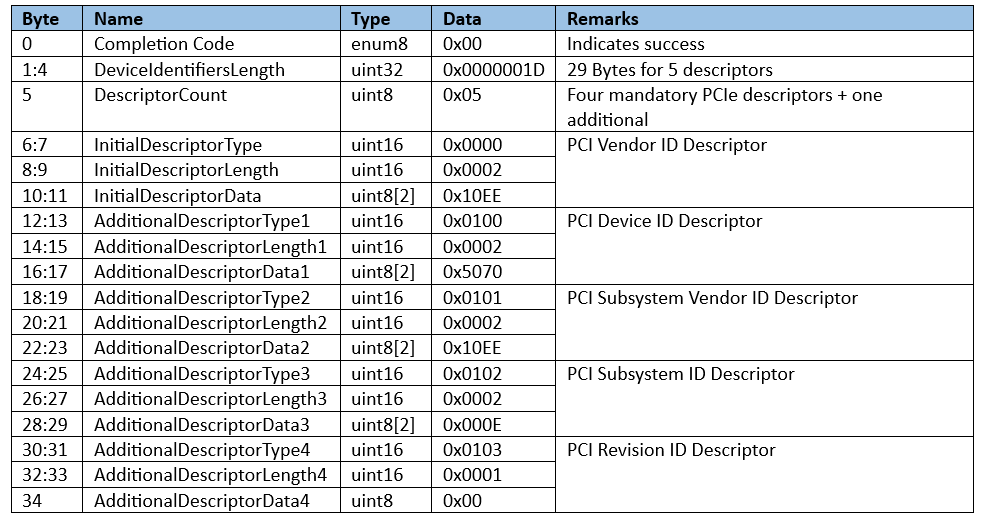 Byte Name Type Data Remarks
0 Completion Code enum8 0x00 Indicates success
1:4 DeviceIdentifiersLength uint32 0x0000001D 29 Bytes for 5 descriptors
5 DescriptorCount uint8 0x05 Four mandatory PCIe descriptors + one
additional
6:7 InitialDescriptorType uint16 0x0000 PCI Vendor ID Descriptor
8:9 InitialDescriptorLength uint16 0x0002
10:11 InitialDescriptorData uint8[2] 0x10EE
12:13 AdditionalDescriptorType1 uint16 0x0100 PCI Device ID Descriptor
14:15 AdditionalDescriptorLength1 uint16 0x0002
16:17 AdditionalDescriptorData1 uint8[2] 0x5070
18:19 AdditionalDescriptorType2 uint16 0x0101 PCI Subsystem Vendor ID Descriptor
20:21 AdditionalDescriptorLength2 uint16 0x0002
22:23 AdditionalDescriptorData2 uint8[2] 0x10EE
24:25 AdditionalDescriptorType3 uint16 0x0102 PCI Subsystem ID Descriptor
26:27 AdditionalDescriptorLength3 uint16 0x0002
28:29 AdditionalDescriptorData3 uint8[2] 0x000E
30:31 AdditionalDescriptorType4 uint16 0x0103 PCI Revision ID Descriptor
32:33 AdditionalDescriptorLength4 uint16 0x0001
34 AdditionalDescriptorData4 uint8 0x00